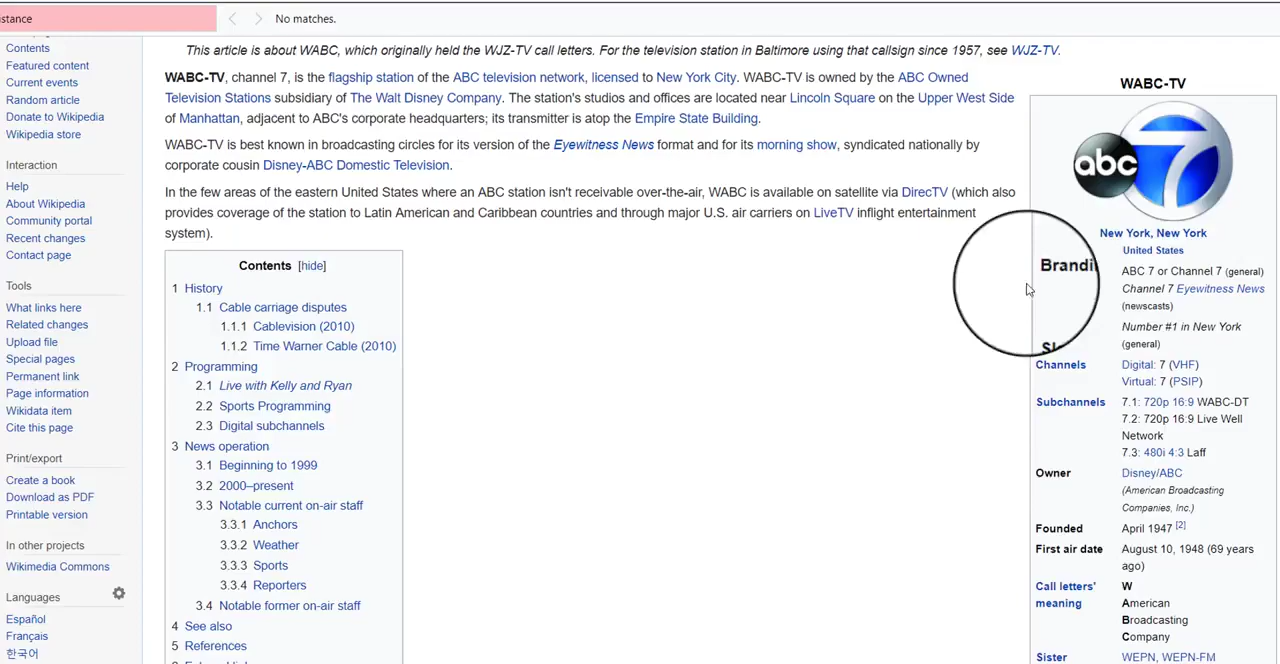 stance
No matches.
Contents
Featured content
Current events
Random article
Donate to Wikipedia
Wikipedia store
Interaction
Help
About Wikipedia
Community portal
Recent changes
Contact page
Tools
What links here
Related changes
Upload file
Special pages
Permanent link
Page information
Wikidata item
Cite this page
Print/export
Create a book
Download as PDF
Printable version
In other projects
Wikimedia Commons
Languages
Español
Français
한국어
This article is about WABC, which originally held the WJZ-TV call letters. For the television station in Baltimore using that callsign since 1957, see WJZ-TV.
WABC-TV, channel 7, is the flagship station of the ABC television network, licensed to New York City. WABC-TV is owned by the ABC Owned
Television Stations subsidiary of The Walt Disney Company. The station's studios and offices are located near Lincoln Square on the Upper West Side
of Manhattan, adjacent to ABC's corporate headquarters; its transmitter is atop the Empire State Building.
WABC-TV is best known in broadcasting circles for its version of the Eyewitness News format and for its morning show, syndicated nationally by
corporate cousin Disney-ABC Domestic Television.
In the few areas of the eastern United States where an ABC station isn't receivable over-the-air, WABC is available on satellite via DirecTV (which also
provides coverage of the station to Latin American and Caribbean countries and through major U.S. air carriers on LiveTV inflight entertainment
system).
Contents [hide]
1 History
1.1 Cable carriage disputes
1.1.1 Cablevision (2010)
1.1.2 Time Warner Cable (2010)
2 Programming
2.1 Live with Kelly and Ryan
2.2 Sports Programming
2.3 Digital subchannels
3 News operation
3.1 Beginning to 1999
3.2 2000–present
3.3 Notable current on-air staff
3.3.1 Anchors
3.3.2 Weather
3.3.3 Sports
3.3.4 Reporters
3.4 Notable former on-air staff
4 See also
5 References
WABC-TV
abc 7
New York, New York
United States
Brandi
ABC 7 or Channel 7 (general)
Channel 7 Eyewitness News
(newscasts)
Number #1 in New York
(general)
Channels Digital: 7 (VHF)
Virtual: 7 (PSIP)
Subchannels 7.1: 720p 16:9 WABC-DT
7.2: 720p 16:9 Live Well
Network
7.3: 480i 4:3 Laff
Owner Disney/ABC
(American Broadcasting
Companies, Inc.)
Founded April 1947 [2]
First air date August 10, 1948 (69 years
ago)
Call letters' W
meaning American
Broadcasting
Company
Sister WEPN, WEPN-FM